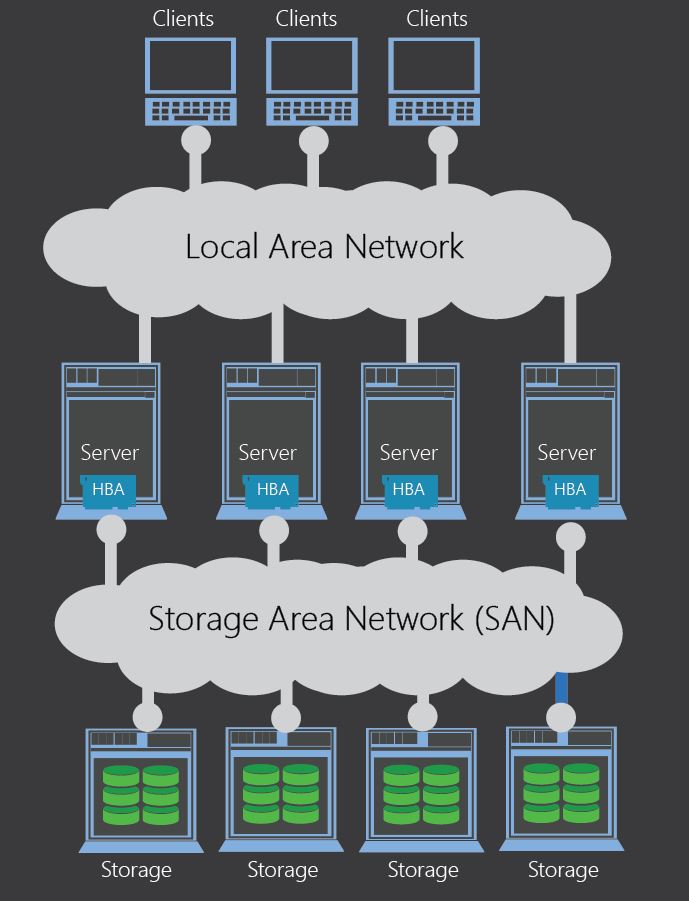 Clients Clients Clients
Local Area Network
Server Server Server Server
HBA HBA HBA HBA
Storage Area Network (SAN)
Storage Storage Storage Storage